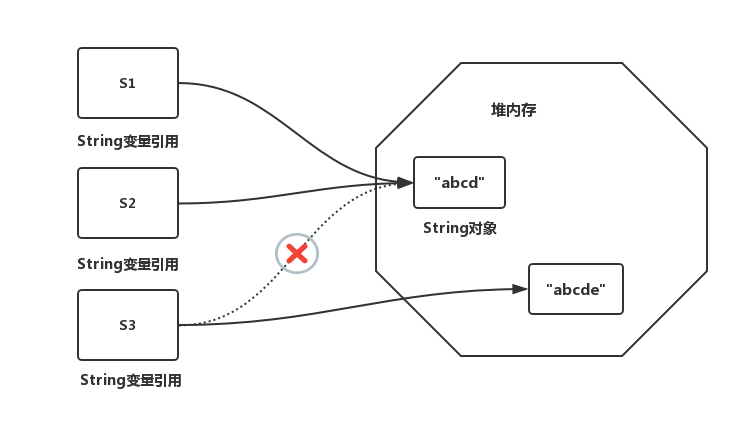 S1
String变量引用
S2
String变量引用
S3
String变量引用
堆内存
"abcd"
String对象
"abcde"